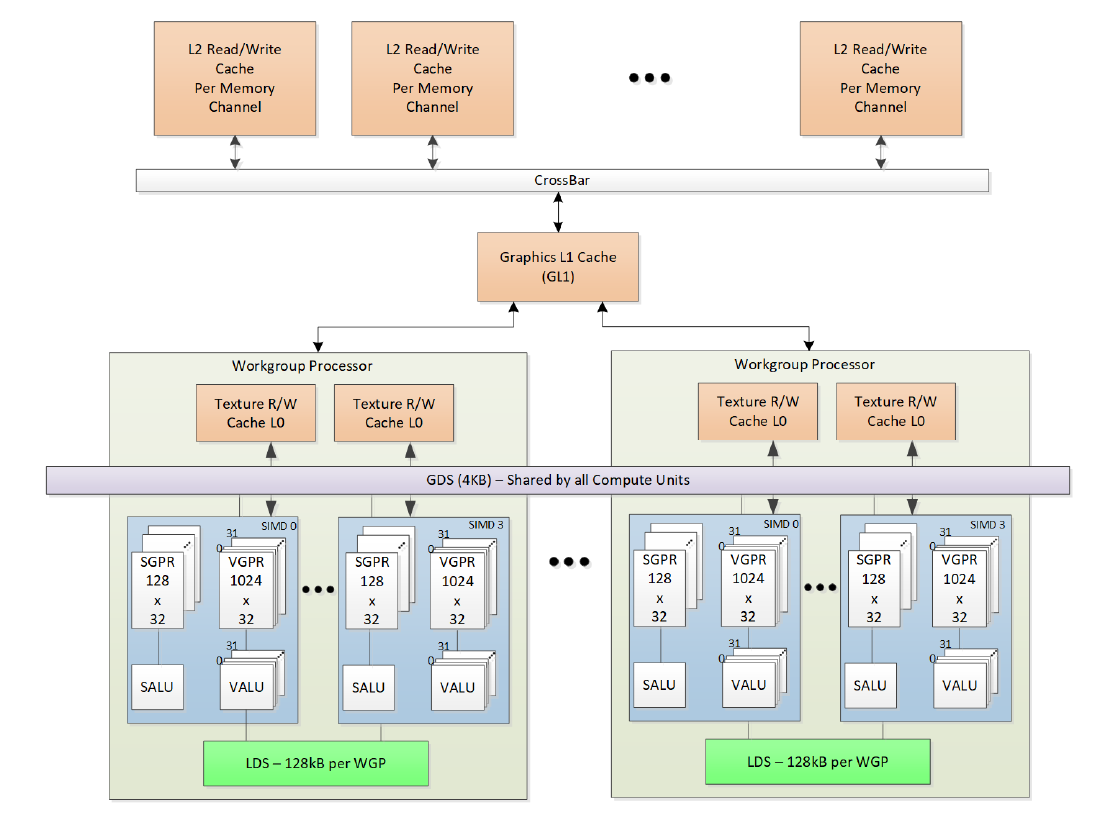 L2 Read/Write
Cache
Per Memory
Channel
L2 Read/Write
Cache
Per Memory
Channel
L2 Read/Write
Cache
Per Memory
Channel
CrossBar
Graphics L1 Cache
(GL1)
Workgroup Processor
Texture R/W
Cache L0
Texture R/W
Cache L0
Workgroup Processor
Texture R/W
Cache L0
Texture R/W
Cache L0
GDS (4KB) – Shared by all Compute Units
SIMD 0
SGPR
128
x
32
31
0
VGPR
1024
x
32
SALU
31
0
VALU
SIMD 3
SGPR
128
x
32
31
0
VGPR
1024
x
32
SALU
31
0
VALU
LDS – 128kB per WGP
SIMD 0
SGPR
128
x
32
31
0
VGPR
1024
x
32
SALU
31
0
VALU
SIMD 3
SGPR
128
x
32
31
0
VGPR
1024
x
32
SALU
31
0
VALU
LDS – 128kB per WGP